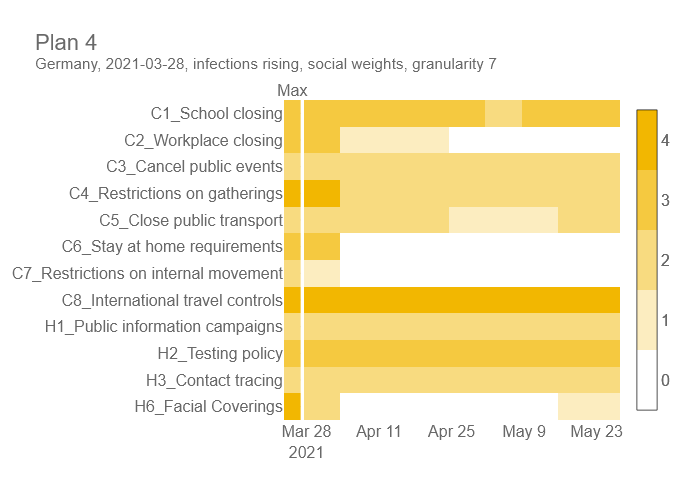 Plan 4
Germany, 2021-03-28, infections rising, social weights, granularity 7
Max
C1_School closing
C2_Workplace closing
C3_Cancel public events
C4_Restrictions on gatherings
C5_Close public transport
C6_Stay at home requirements
C7_Restrictions on internal movement
C8_International travel controls
H1_Public information campaigns
H2_Testing policy
H3_Contact tracing
H6_Facial Coverings
4
3
2
1
0
Mar 28 Apr 11 Apr 25 May 9 May 23
2021